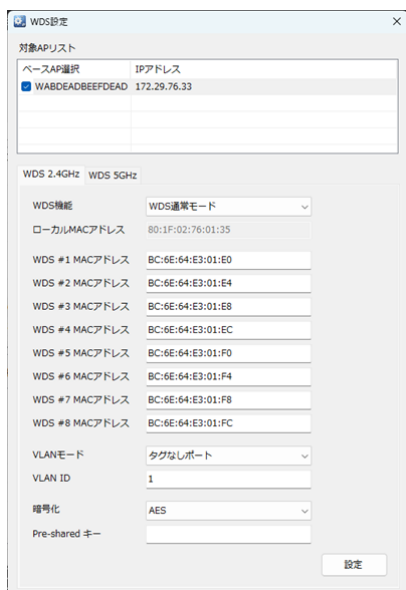 WDS設定
対象APリスト
ベースAP選択 IPアドレス
WABDEADBEEFDEAD 172.29.76.33
WDS 2.4GHz WDS 5GHz
WDS機能 WDS通常モード
ローカルMACアドレス 80:1F:02:76:01:35
WDS #1 MACアドレス BC:6E:64:E3:01:E0
WDS #2 MACアドレス BC:6E:64:E3:01:E4
WDS #3 MACアドレス BC:6E:64:E3:01:E8
WDS #4 MACアドレス BC:6E:64:E3:01:EC
WDS #5 MACアドレス BC:6E:64:E3:01:F0
WDS #6 MACアドレス BC:6E:64:E3:01:F4
WDS #7 MACアドレス BC:6E:64:E3:01:F8
WDS #8 MACアドレス BC:6E:64:E3:01:FC
VLANモード タグなしポート
VLAN ID 1
暗号化 AES
Pre-shared キー
設定